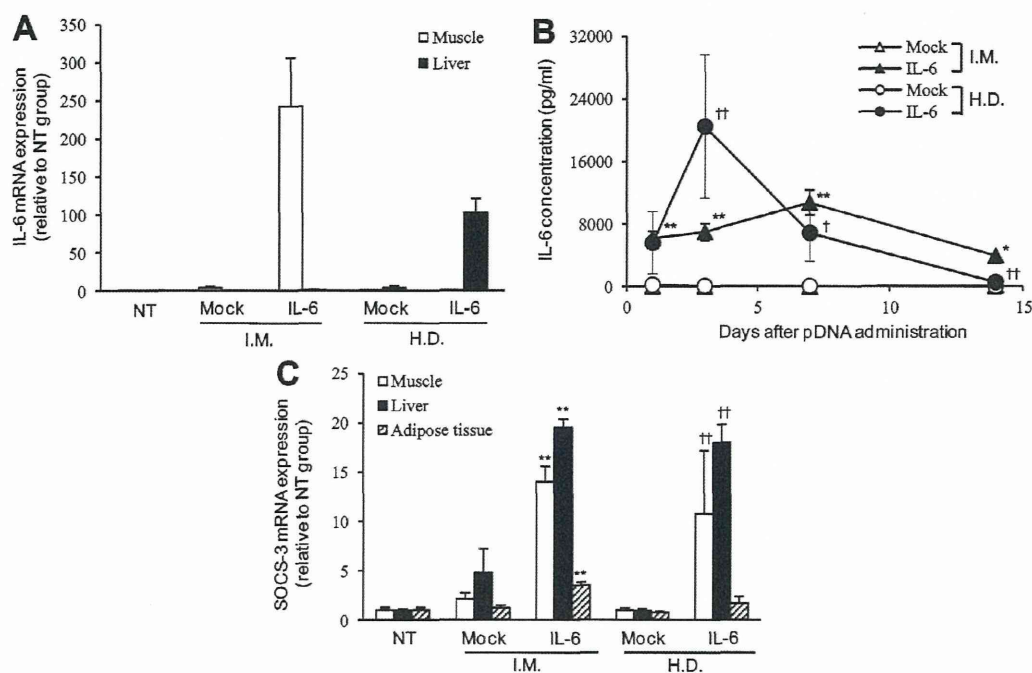 A
IL-6 mRNA expression
(relative to NT group)
350
300
250
200
150
100
50
0
Muscle
Liver
NT
Mock
IL-6
Mock
IL-6
I.M.
H.D.
B
IL-6 concentration (pg/ml)
32000
24000
16000
8000
0
Mock
IL-6
I.M.
Mock
IL-6
H.D.
††
**
**
**
†
*
††
0
5
10
15
Days after pDNA administration
C
SOCS-3 mRNA expression
(relative to NT group)
25
20
15
10
5
0
Muscle
Liver
Adipose tissue
**
**
**
††
††
NT
Mock
IL-6
Mock
IL-6
I.M.
H.D.